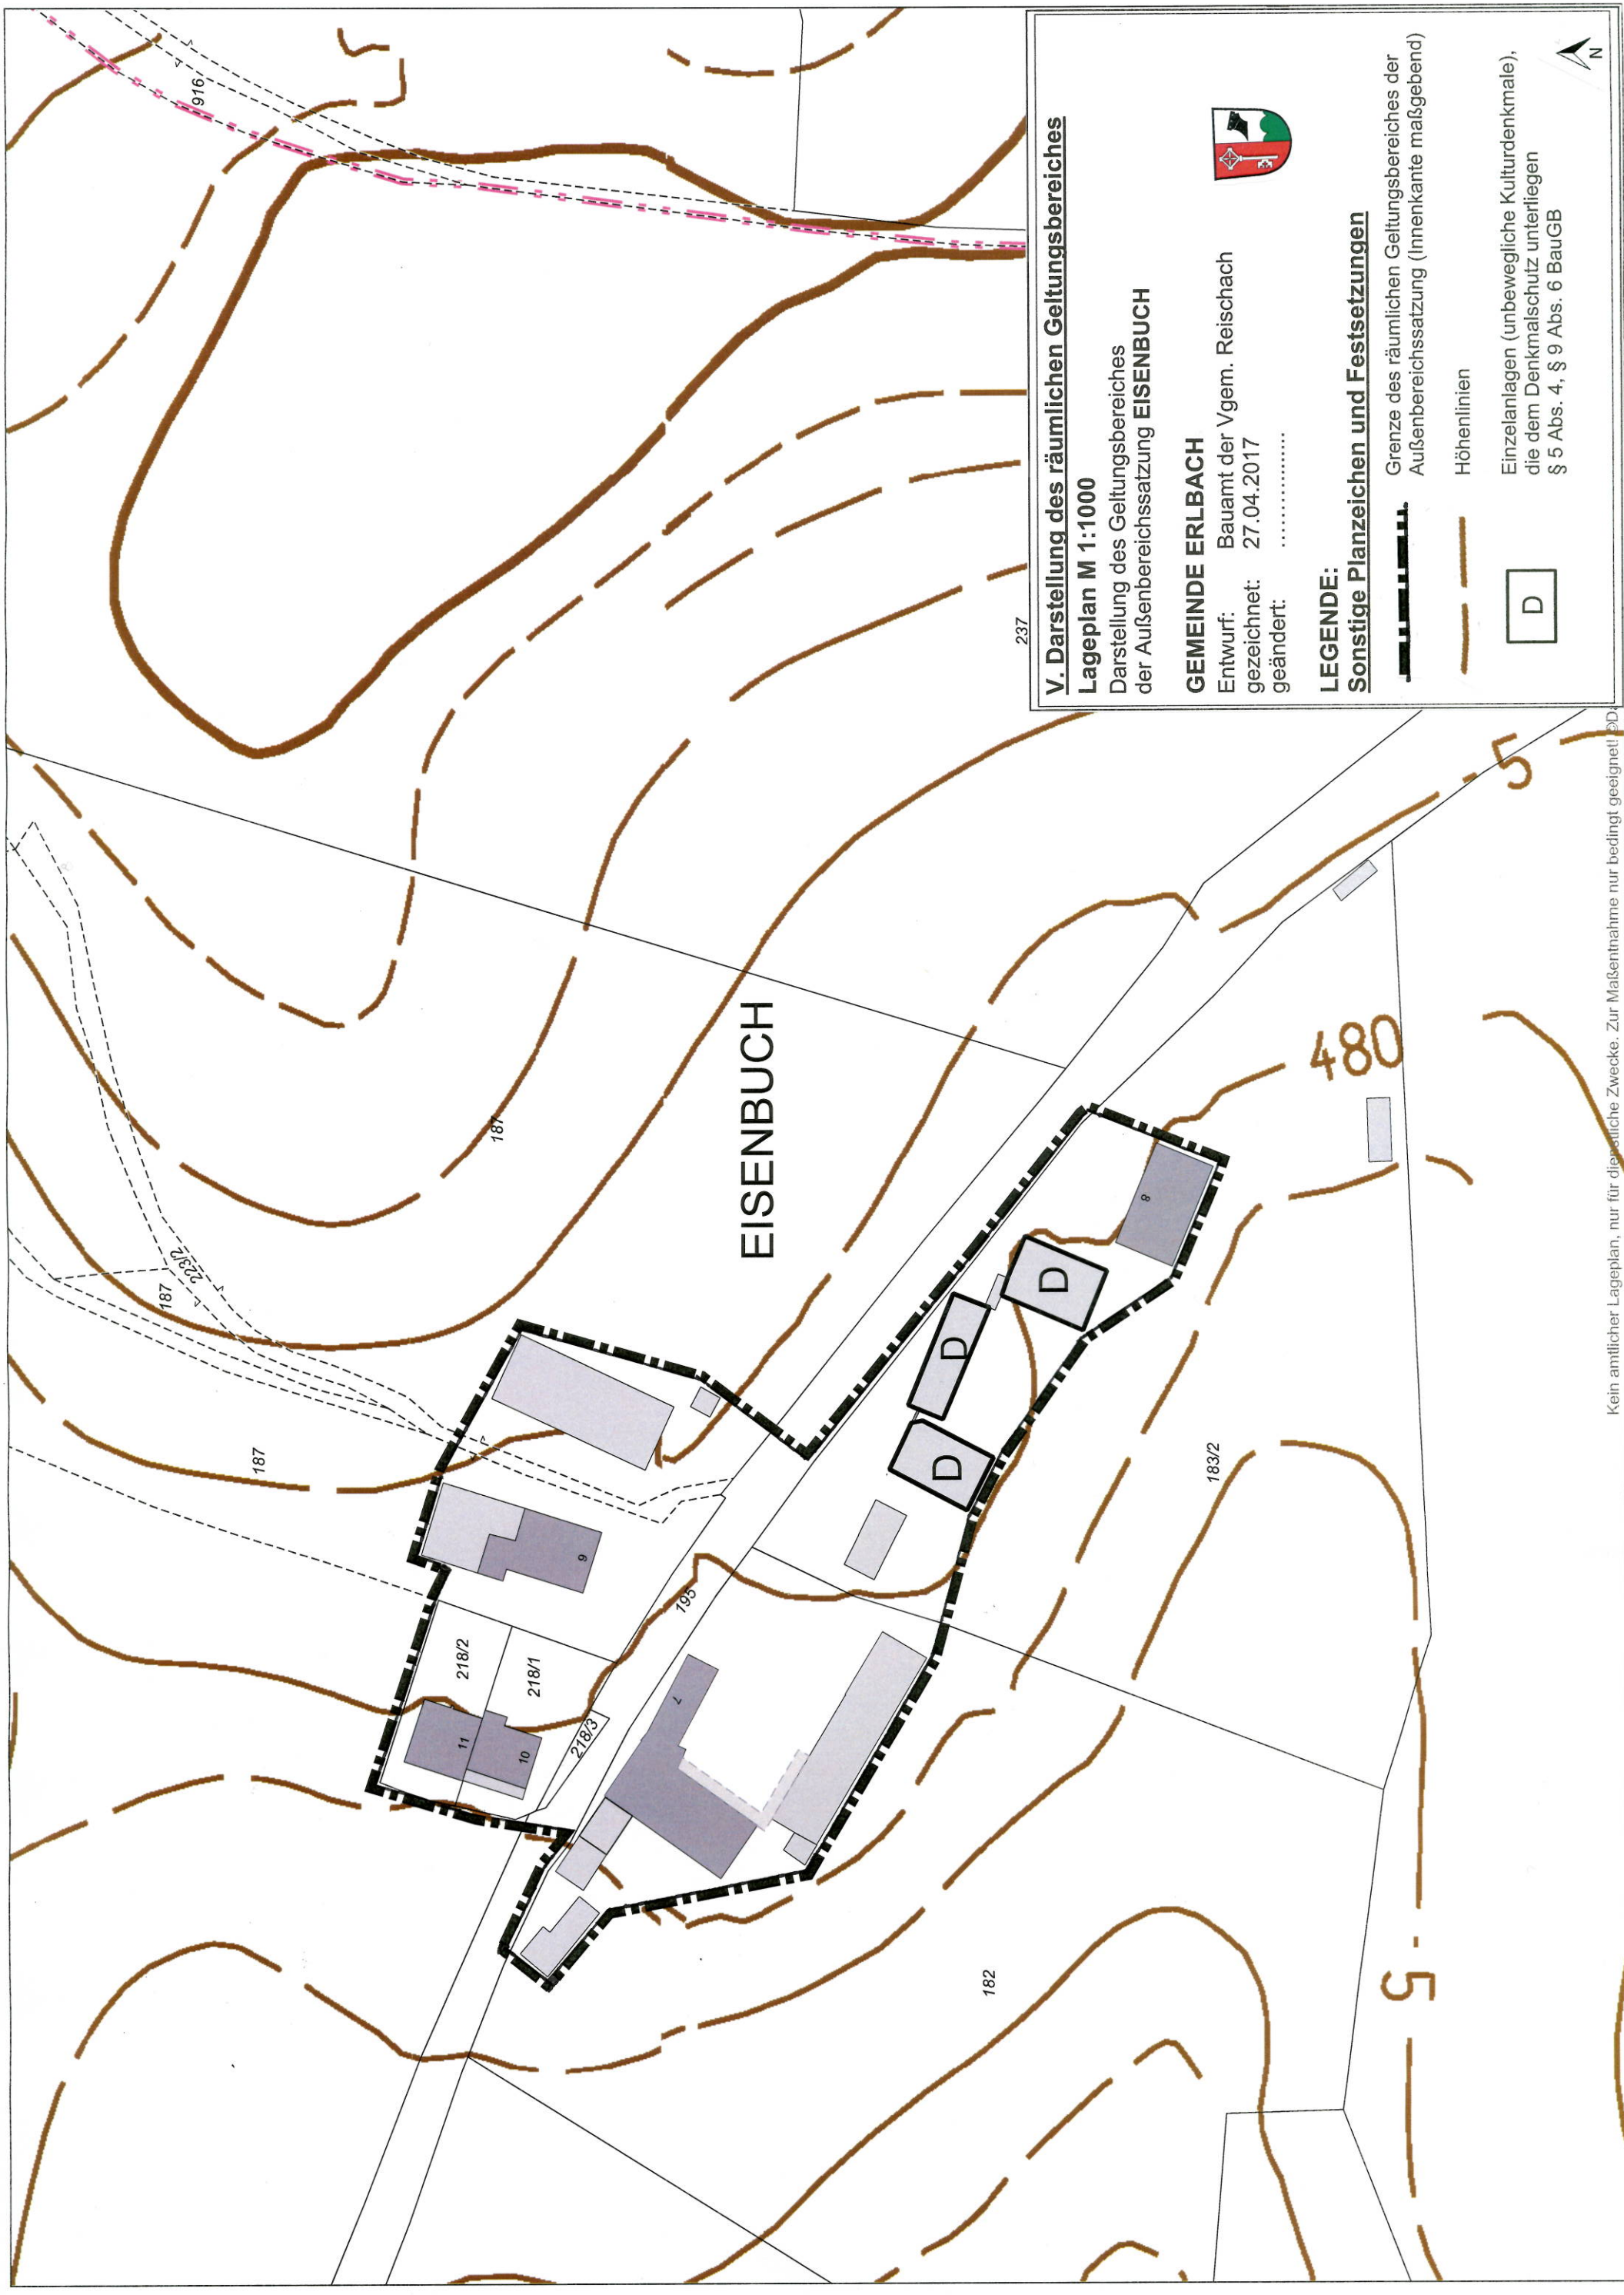 916
187
223/2
187
187
EISENBUCH
9
218/2
218/1
218/3
11
10
195
7
8
D
D
D
480
5
183/2
182
5
237
V. Darstellung des räumlichen Geltungsbereiches
Lageplan M 1:1000
Darstellung des Geltungsbereiches
der Außenbereichssatzung EISENBUCH
GEMEINDE ERLBACH
Entwurf: Bauamt der Vgem. Reischach
gezeichnet: 27.04.2017
geändert: ................
LEGENDE:
Sonstige Planzeichen und Festsetzungen
Grenze des räumlichen Geltungsbereiches der
Außenbereichssatzung (Innenkante maßgebend)
Höhenlinien
D
Einzelanlagen (unbewegliche Kulturdenkmale),
die dem Denkmalschutz unterliegen
§ 5 Abs. 4, § 9 Abs. 6 BauGB
N
Kein amtlicher Lageplan, nur für dienstliche Zwecke. Zur Maßentnahme nur bedingt geeignet!